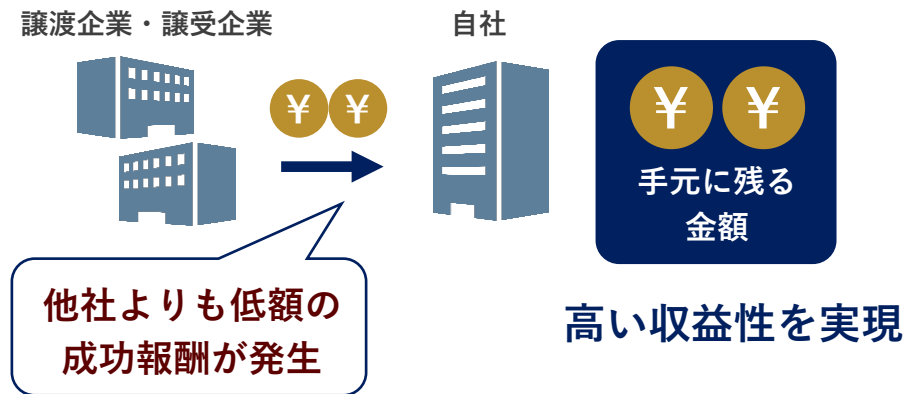 譲渡企業・譲受企業
自社
¥ ¥
¥ ¥
手元に残る
金額
他社よりも低額の
成功報酬が発生
高い収益性を実現